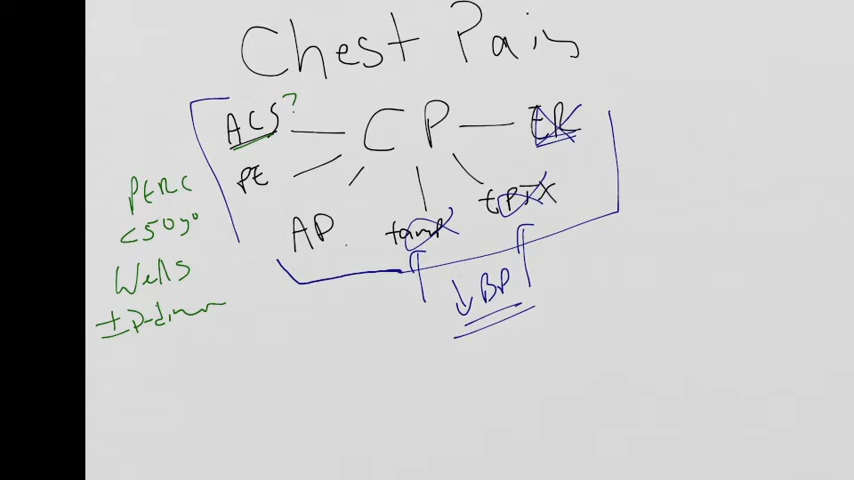 Chest Pain
ACS?
CP
ER
PE
tPTX
AP
tamp
PERC
<50yo
Wells
± D-dimer
↓BP